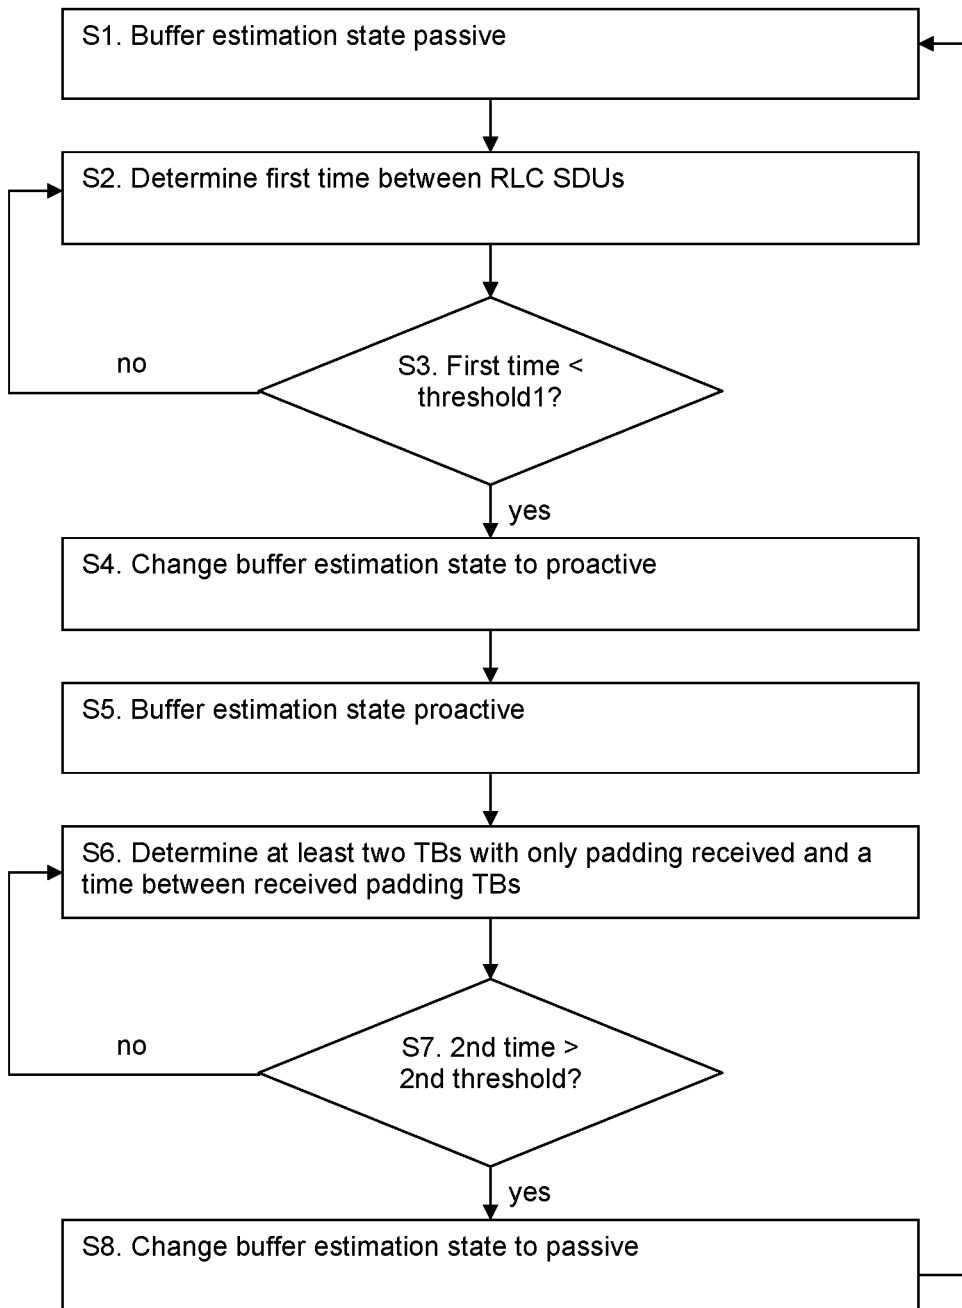 S1. Buffer estimation state passive
S2. Determine first time between RLC SDUs
S3. First time <
threshold1?
no
yes
S4. Change buffer estimation state to proactive
S5. Buffer estimation state proactive
S6. Determine at least two TBs with only padding received and a
time between received padding TBs
S7. 2nd time >
2nd threshold?
no
yes
S8. Change buffer estimation state to passive